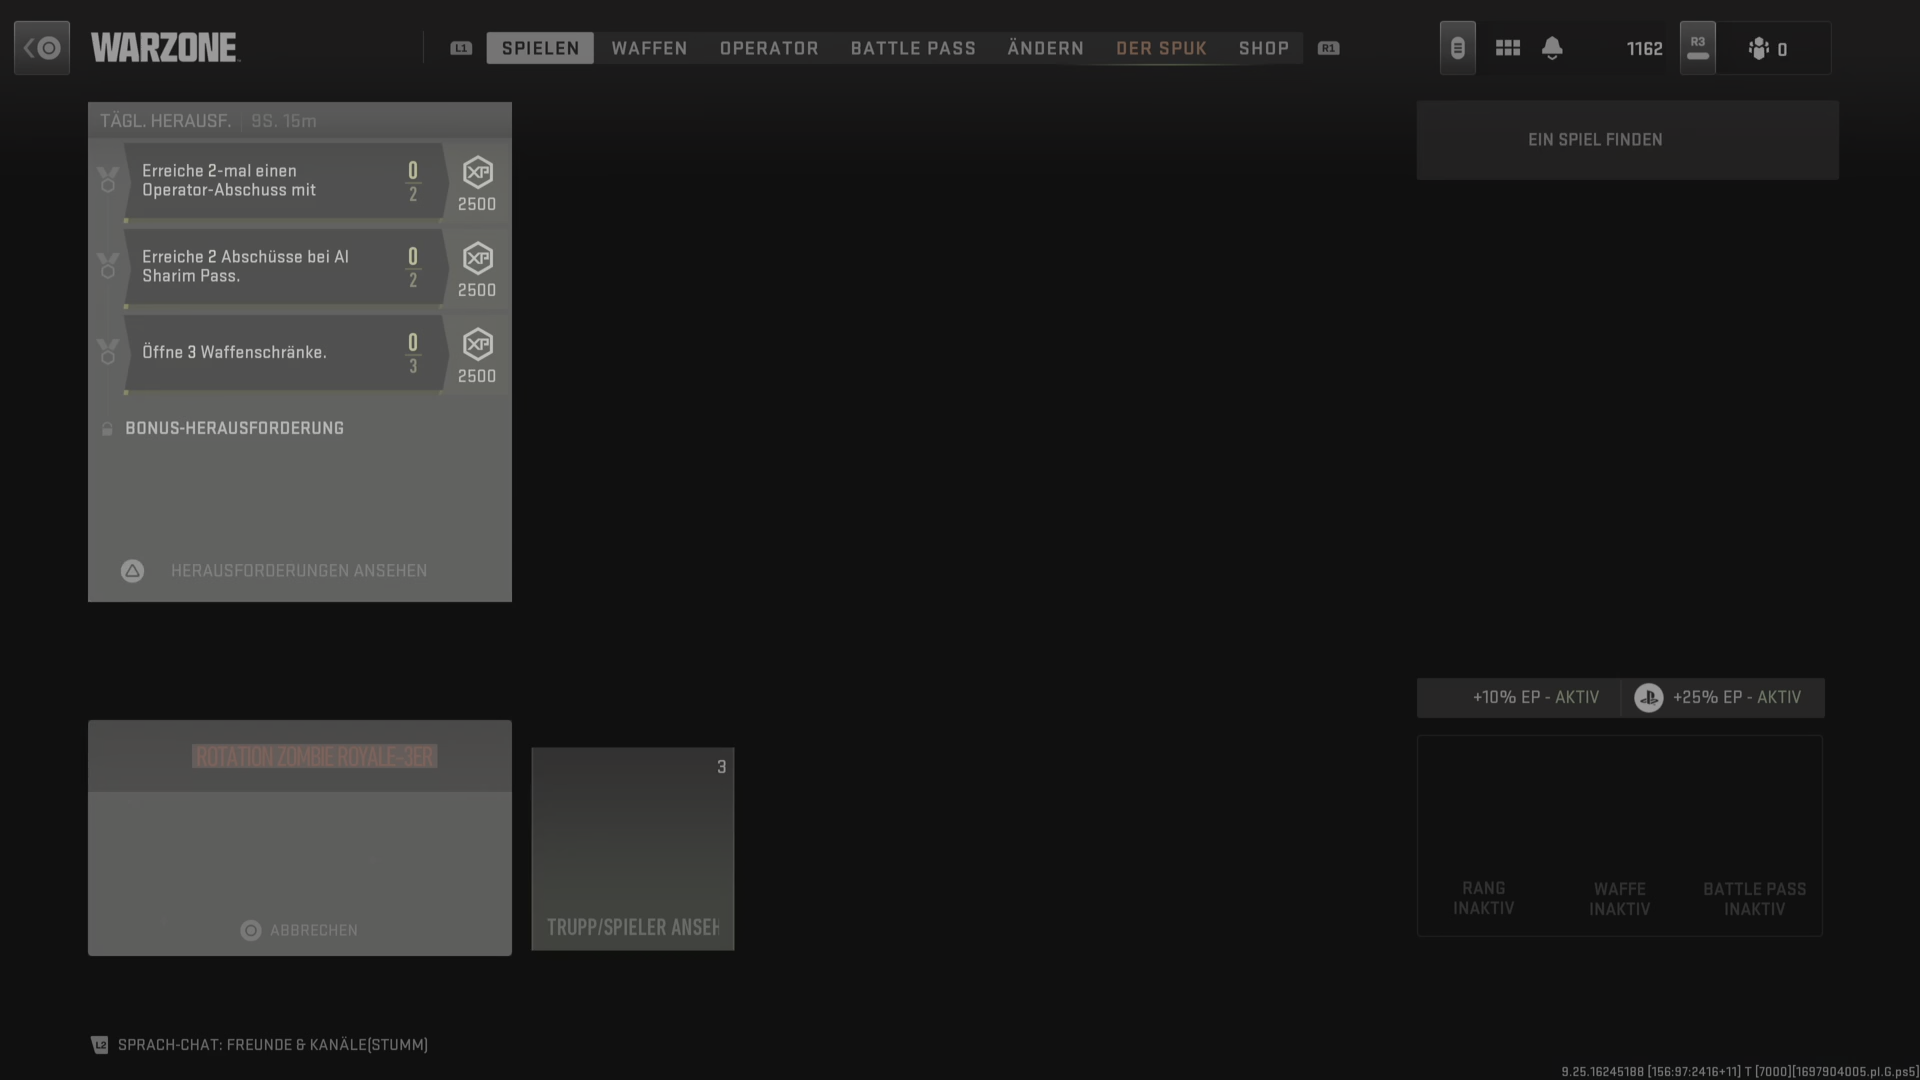 WARZONE
L1 SPIELEN WAFFEN OPERATOR BATTLE PASS ÄNDERN DER SPUK SHOP R1
1162 R3 0
TÄGL. HERAUSF. 9S. 15m
Erreiche 2-mal einen
Operator-Abschuss mit
0
2
XP
2500
Erreiche 2 Abschüsse bei Al
Sharim Pass.
0
2
XP
2500
Öffne 3 Waffenschränke.
0
3
XP
2500
BONUS-HERAUSFORDERUNG
HERAUSFORDERUNGEN ANSEHEN
EIN SPIEL FINDEN
+10% EP - AKTIV +25% EP - AKTIV
ROTATION ZOMBIE ROYALE-3ER
ABBRECHEN
3
TRUPP/SPIELER ANSEH
RANG
INAKTIV
WAFFE
INAKTIV
BATTLE PASS
INAKTIV
L2 SPRACH-CHAT: FREUNDE & KANÄLE(STUMM)
9.25.16245188 [156:97:2416+11] T [7000][1697904005.pl.G.ps5]